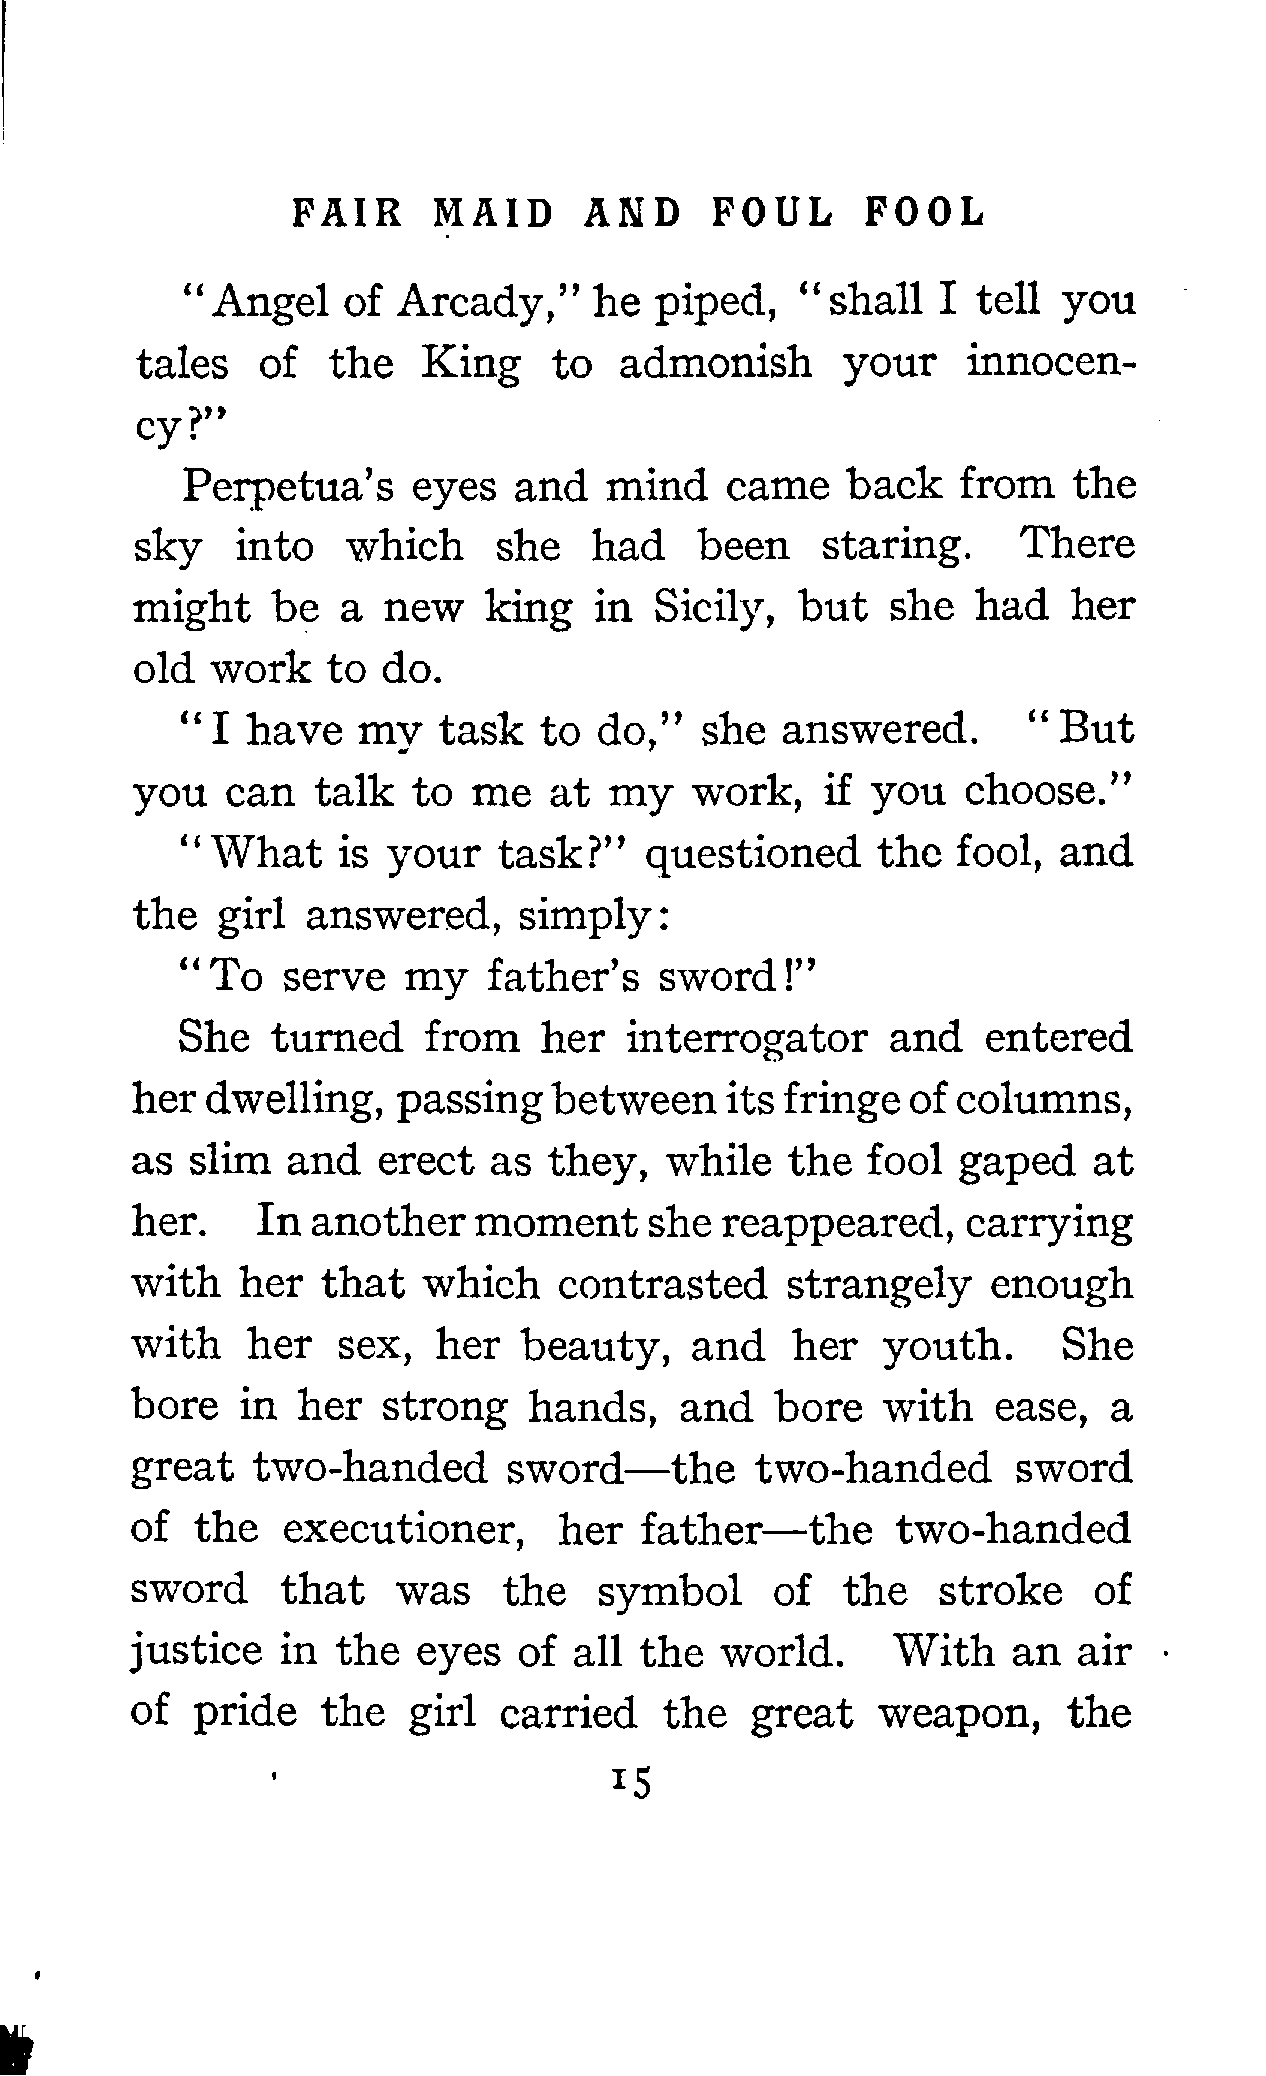 FAIR MAID AND FOUL FOOL
"Angel of Arcady," he piped, "shall I tell you
tales of the King to admonish your innocen-
cy?"
Perpetua's eyes and mind came back from the
sky into which she had been staring. There
might be a new king in Sicily, but she had her
old work to do.
"I have my task to do," she answered. "But
you can talk to me at my work, if you choose."
"What is your task?" questioned the fool, and
the girl answered, simply:
"To serve my father's sword!"
She turned from her interrogator and entered
her dwelling, passing between its fringe of columns,
as slim and erect as they, while the fool gaped at
her. In another moment she reappeared, carrying
with her that which contrasted strangely enough
with her sex, her beauty, and her youth. She
bore in her strong hands, and bore with ease, a
great two-handed sword—the two-handed sword
of the executioner, her father—the two-handed
sword that was the symbol of the stroke of
justice in the eyes of all the world. With an air
of pride the girl carried the great weapon, the
15